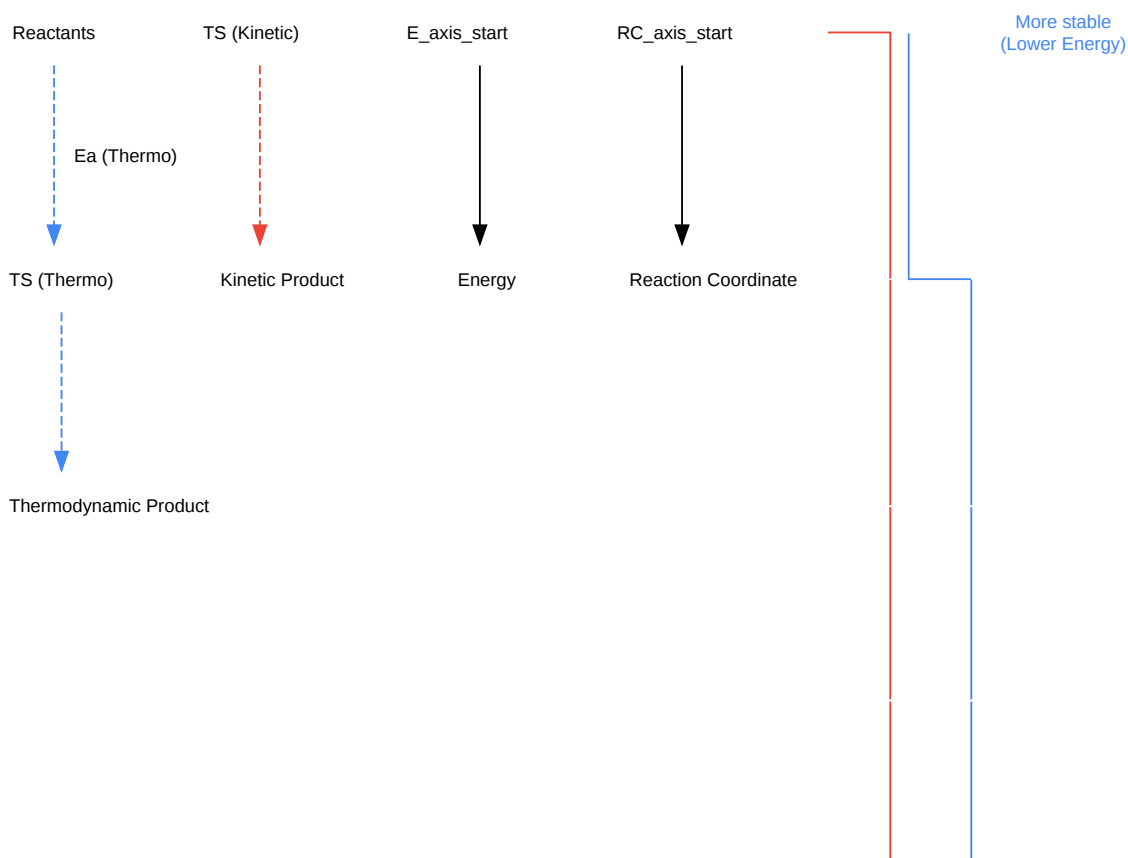 Reactants
TS (Kinetic)
E_axis_start
RC_axis_start
More stable
(Lower Energy)
Ea (Thermo)
TS (Thermo)
Kinetic Product
Energy
Reaction Coordinate
Thermodynamic Product